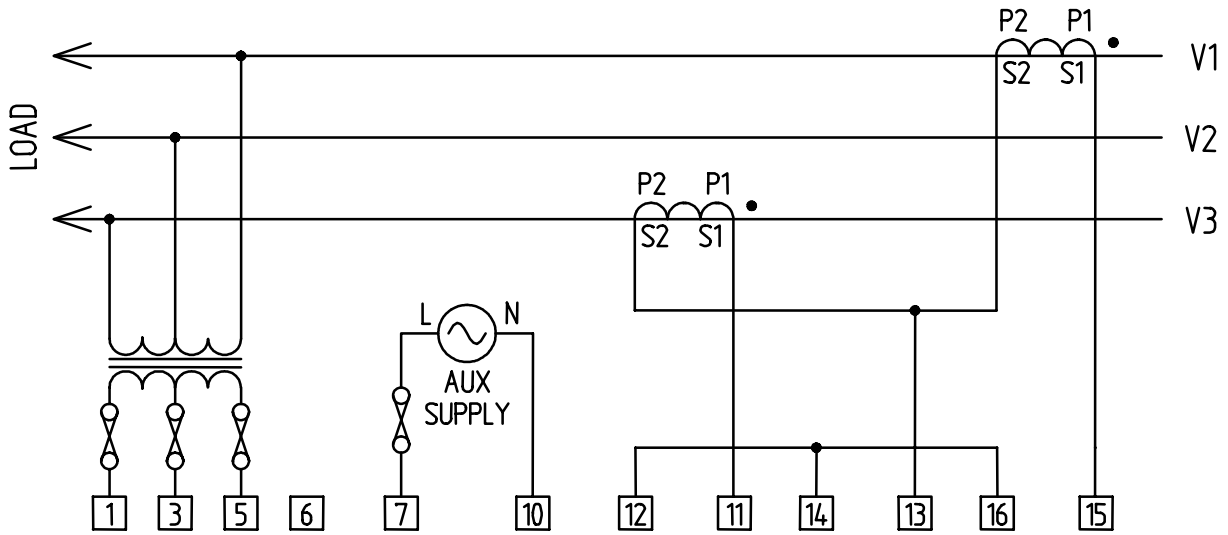 P2 P1
S2 S1
V1
LOAD
V2
P2 P1
S2 S1
V3
L N
AUX
SUPPLY
1 3 5 6 7 10 12 11 14 13 16 15